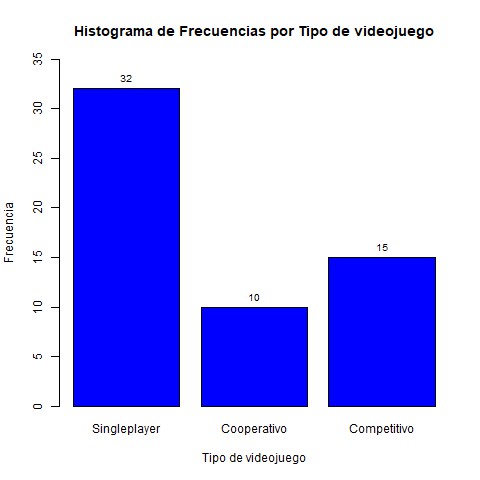 Histograma de Frecuencias por Tipo de videojuego
Frecuencia
35
30
25
20
15
10
5
0
32
10
15
Singleplayer
Cooperativo
Competitivo
Tipo de videojuego